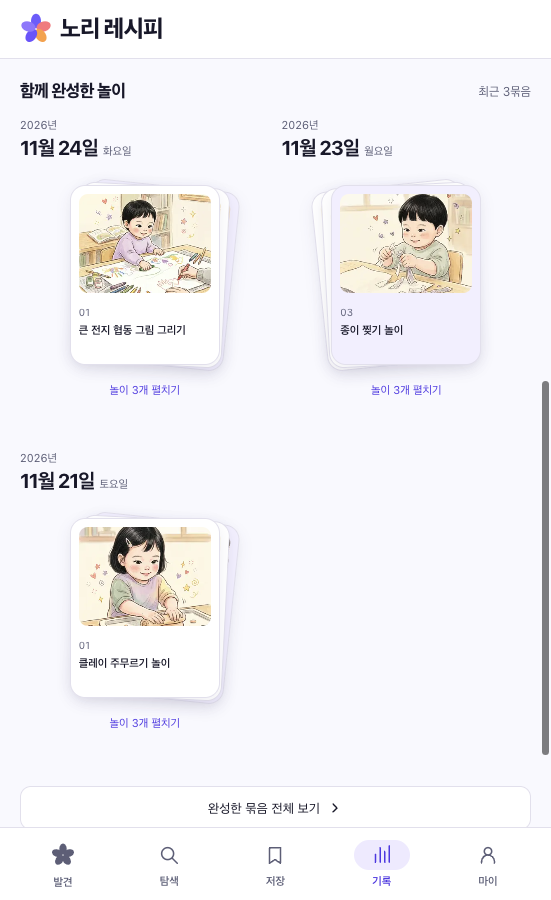 노리 레시피
함께 완성한 놀이
최근 3묶음
2026년
11월 24일 화요일
01
큰 전지 협동 그림 그리기
놀이 3개 펼치기
2026년
11월 23일 월요일
03
종이 찢기 놀이
놀이 3개 펼치기
2026년
11월 21일 토요일
01
클레이 주무르기 놀이
놀이 3개 펼치기
완성한 묶음 전체 보기
발견
탐색
저장
기록
마이